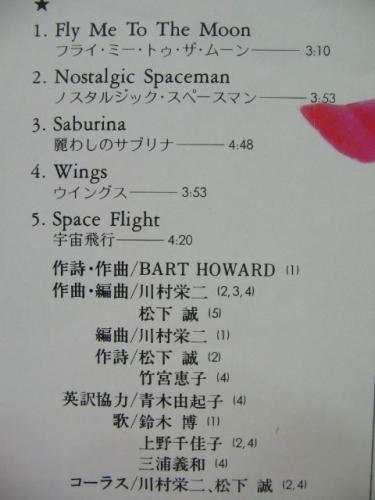 ★
1. Fly Me To The Moon
フライ・ミー・トゥ・ザ・ムーン——3:10
2. Nostalgic Spaceman
ノスタルジック・スペースマン——3:53
3. Saburina
麗わしのサブリナ——4:48
4. Wings
ウイングス——3:53
5. Space Flight
宇宙飛行——4:20
作詩・作曲/BART HOWARD (1)
作曲・編曲/川村栄二 (2,3,4)
松下 誠 (5)
編曲/川村栄二 (1)
作詩/松下 誠 (2)
竹宮恵子 (4)
英訳協力/青木由起子 (4)
歌/鈴木 博 (1)
上野千佳子 (2,4)
三浦義和 (4)
コーラス/川村栄二、松下 誠 (2,4)